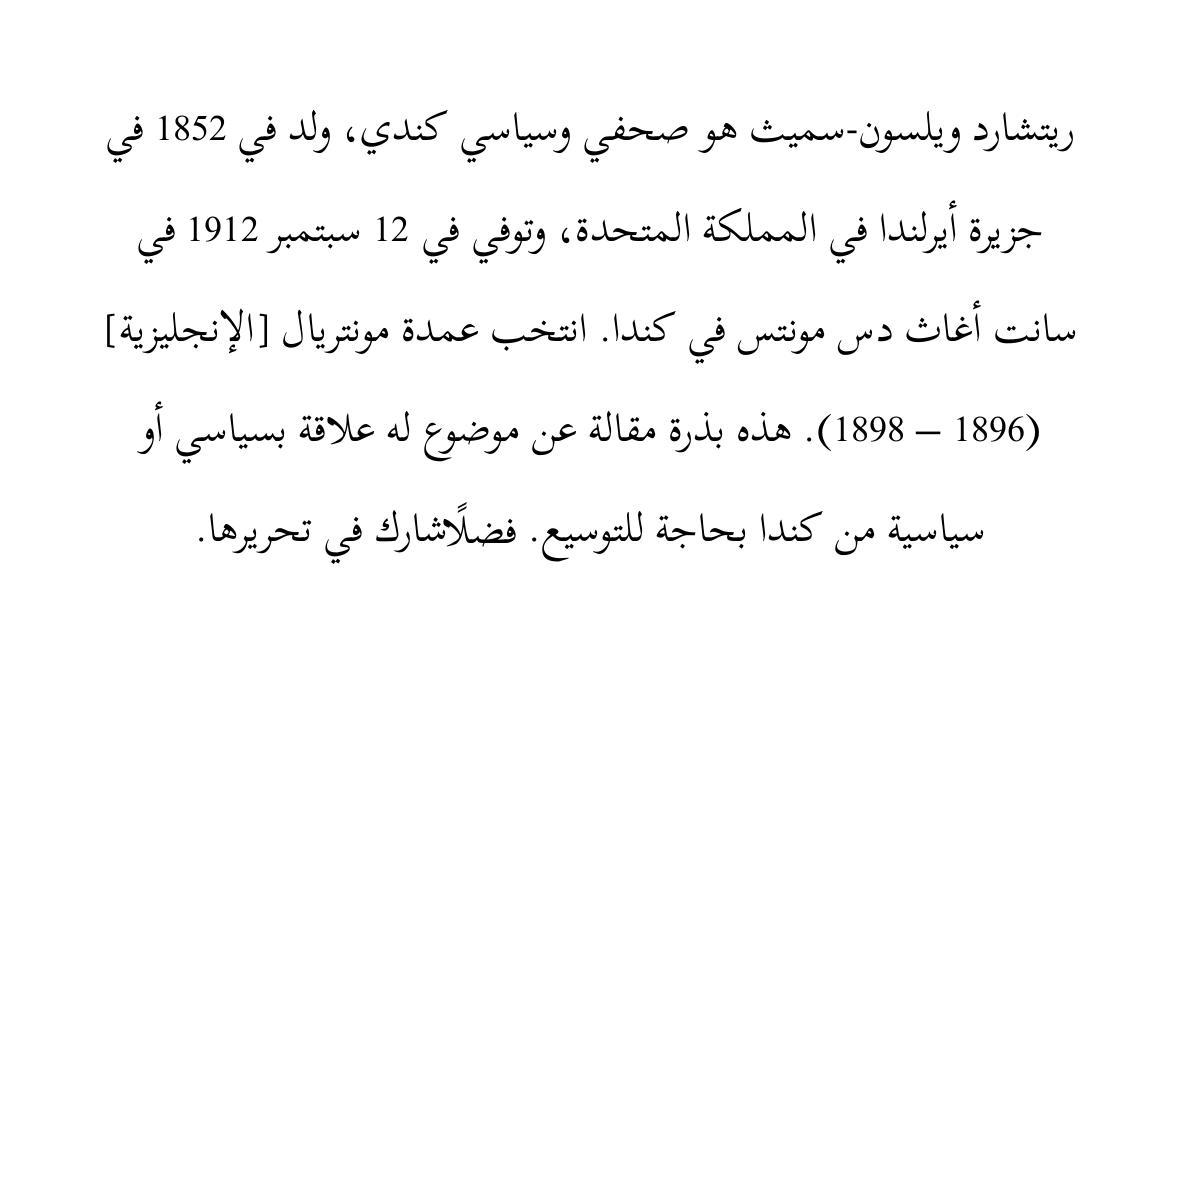 ريتشارد ويلسون-سميث هو صحفي وسياسي كندي، ولد في 1852 في
جزيرة أيرلندا في المملكة المتحدة، وتوفي في 12 سبتمبر 1912 في
سانت أغاث دس مونتس في كندا. انتخب عمدة مونتريال [الإنجليزية]
(1896 – 1898). هذه بذرة مقالة عن موضوع له علاقة بسياسي أو
سياسية من كندا بحاجة للتوسيع. فضلًاشارك في تحريرها.